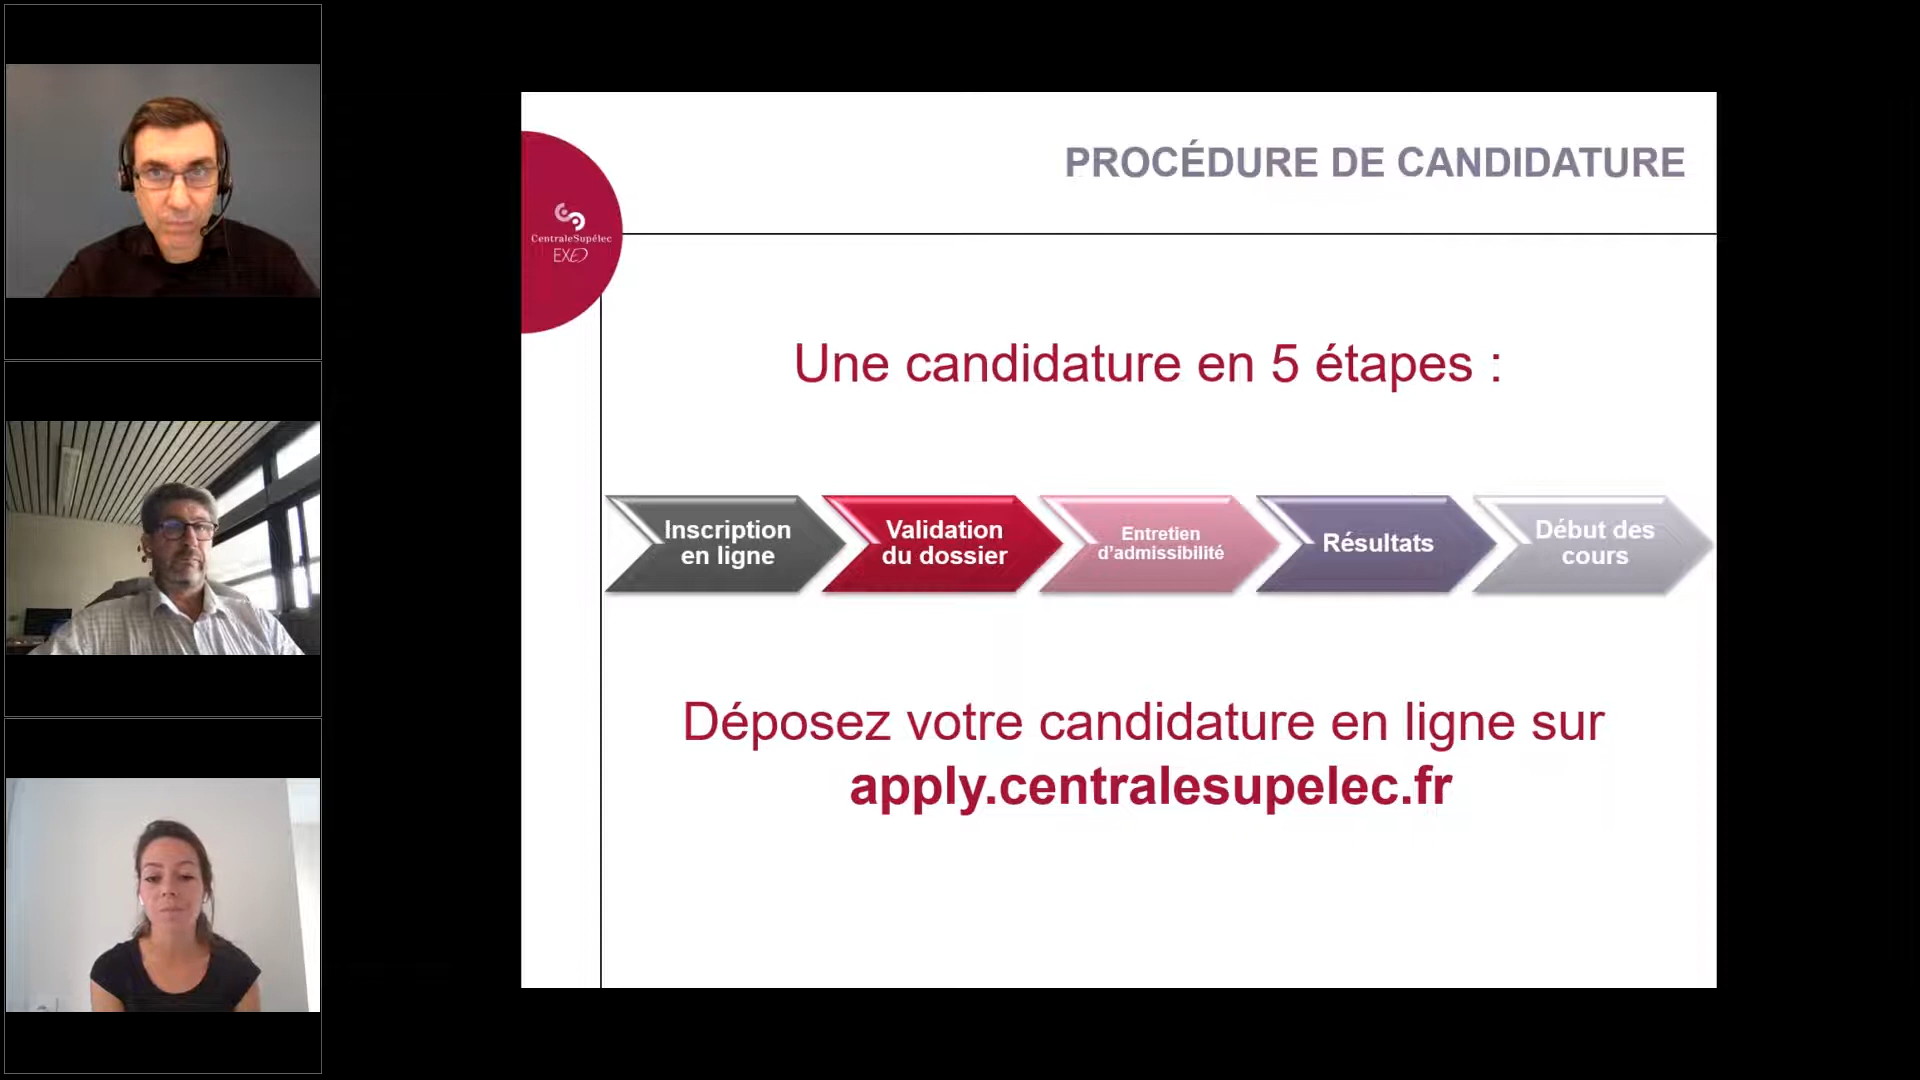 PROCÉDURE DE CANDIDATURE
CentraleSupélec
EXED
Une candidature en 5 étapes :
Inscription
en ligne
Validation
du dossier
Entretien
d'admissibilité
Résultats
Début des
cours
Déposez votre candidature en ligne sur
apply.centralesupelec.fr